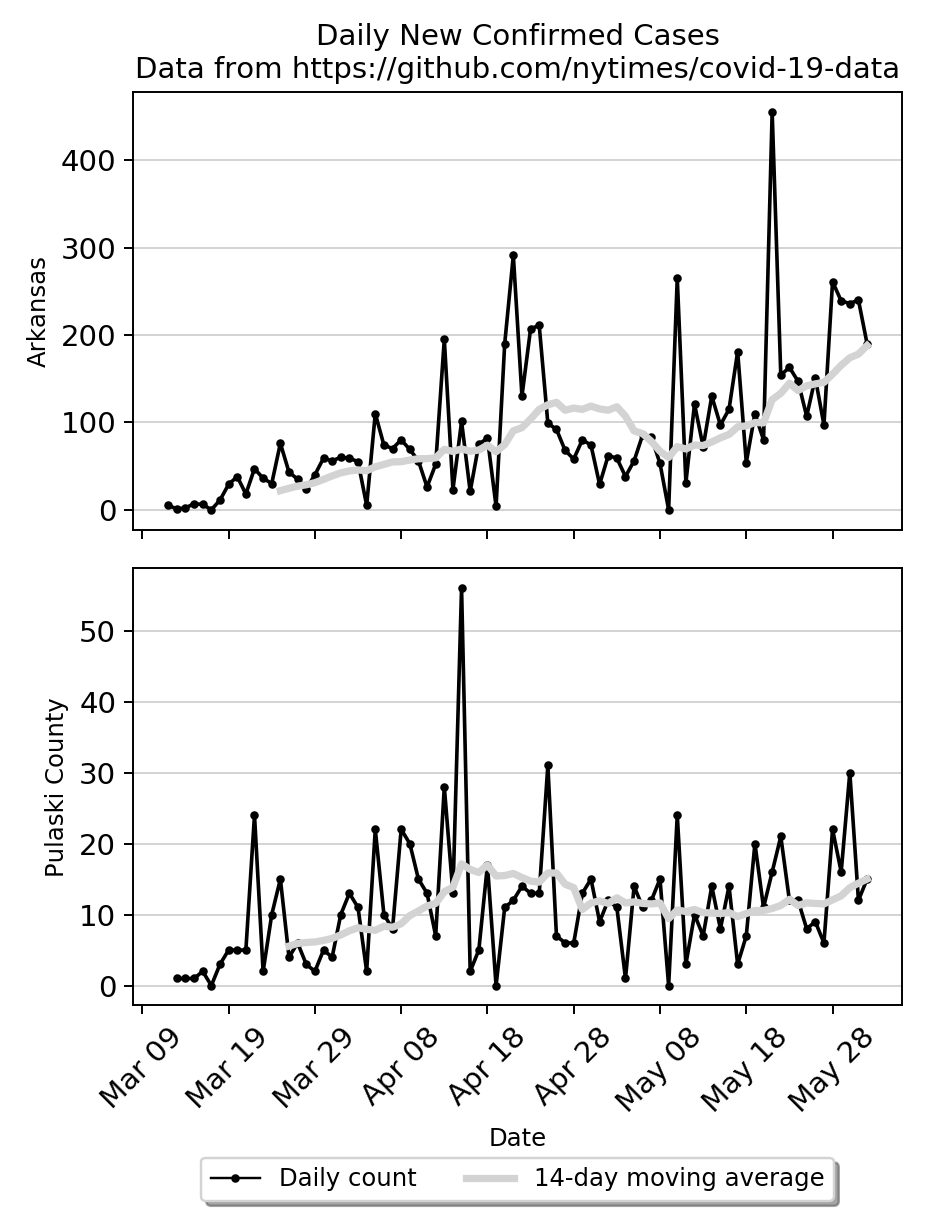 Daily New Confirmed Cases
Data from https://github.com/nytimes/covid-19-data
Arkansas
400
300
200
100
0
Pulaski County
50
40
30
20
10
0
Mar 09 Mar 19 Mar 29 Apr 08 Apr 18 Apr 28 May 08 May 18 May 28
Date
Daily count 14-day moving average